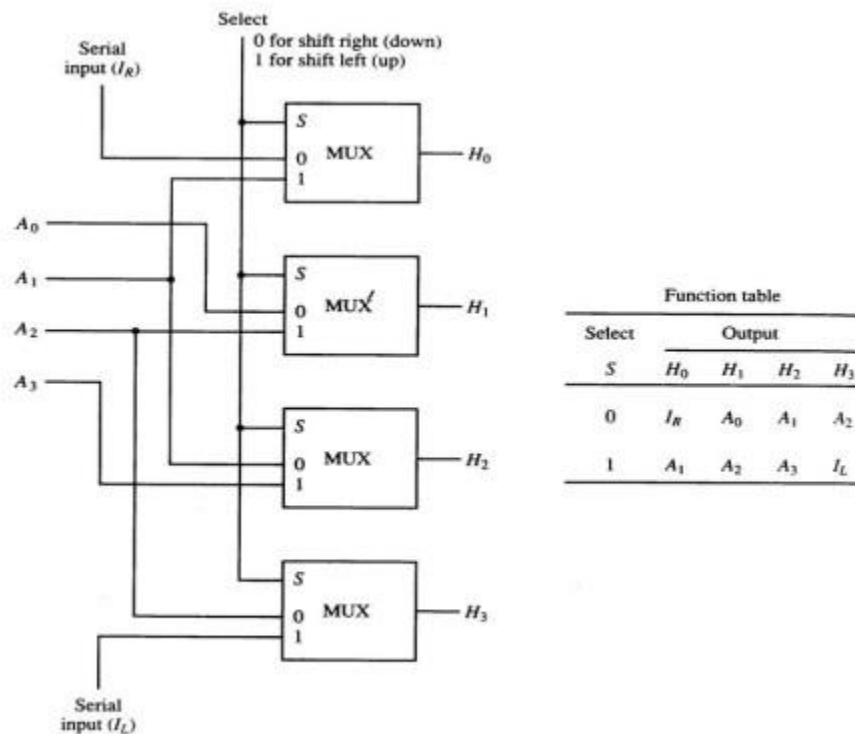 Select
0 for shift right (down)
1 for shift left (up)
Serial
input (I_R)
S
MUX
0
1
H_0
A_0
A_1
A_2
A_3
S
MUX
0
1
H_1
S
MUX
0
1
H_2
S
MUX
0
1
H_3
Serial
input (I_L)
Function table
Select Output
S H_0 H_1 H_2 H_3
0 I_R A_0 A_1 A_2
1 A_1 A_2 A_3 I_L